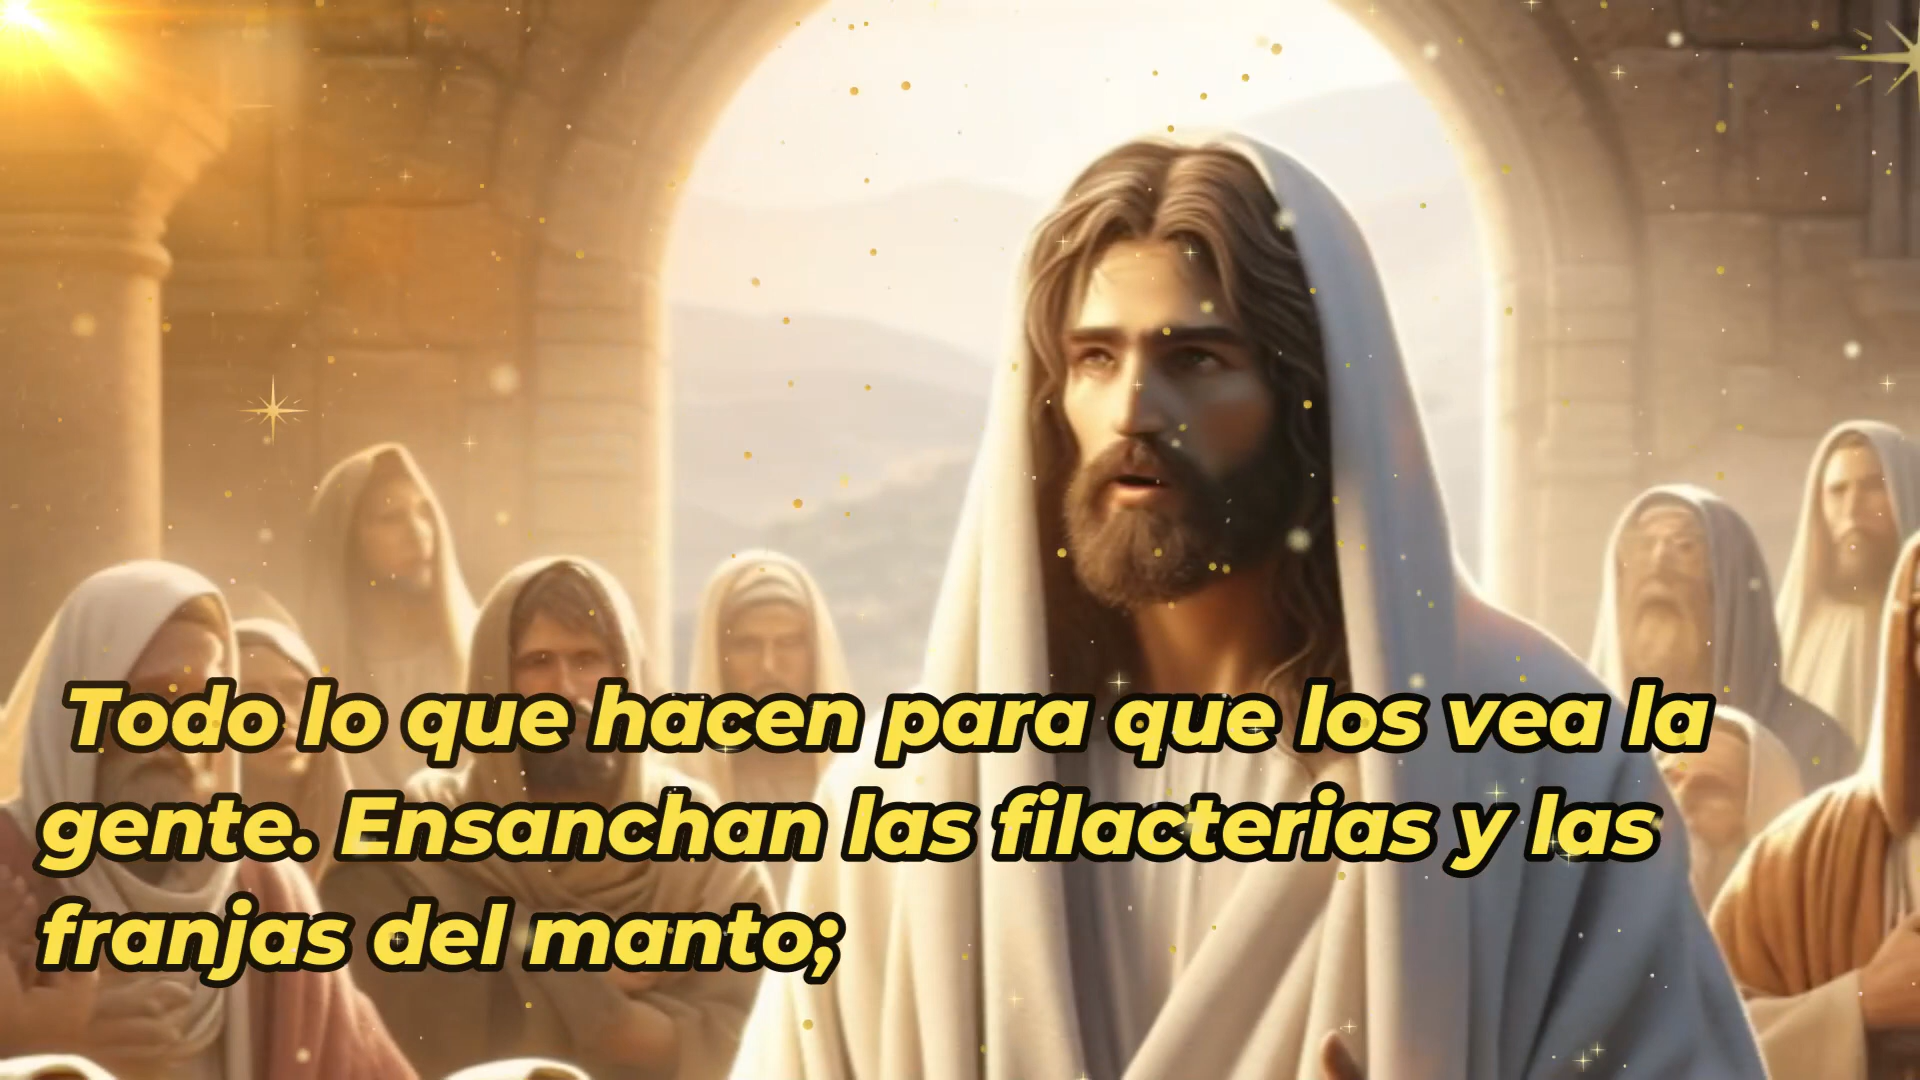 Todo lo que hacen para que los vea la
gente. Ensanchan las filacterias y las
franjas del manto;